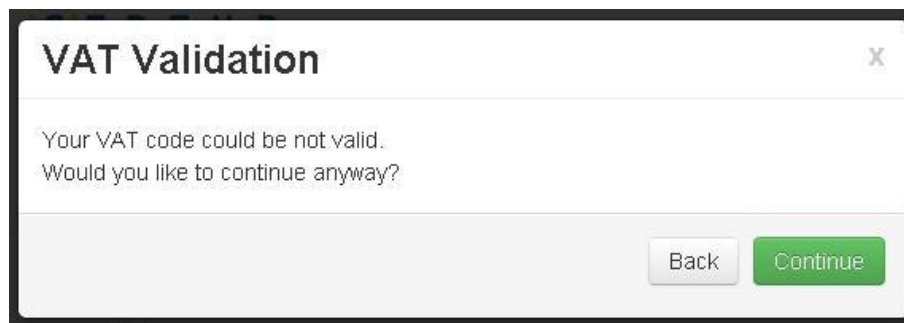 VAT Validation
x
Your VAT code could be not valid.
Would you like to continue anyway?
Back
Continue